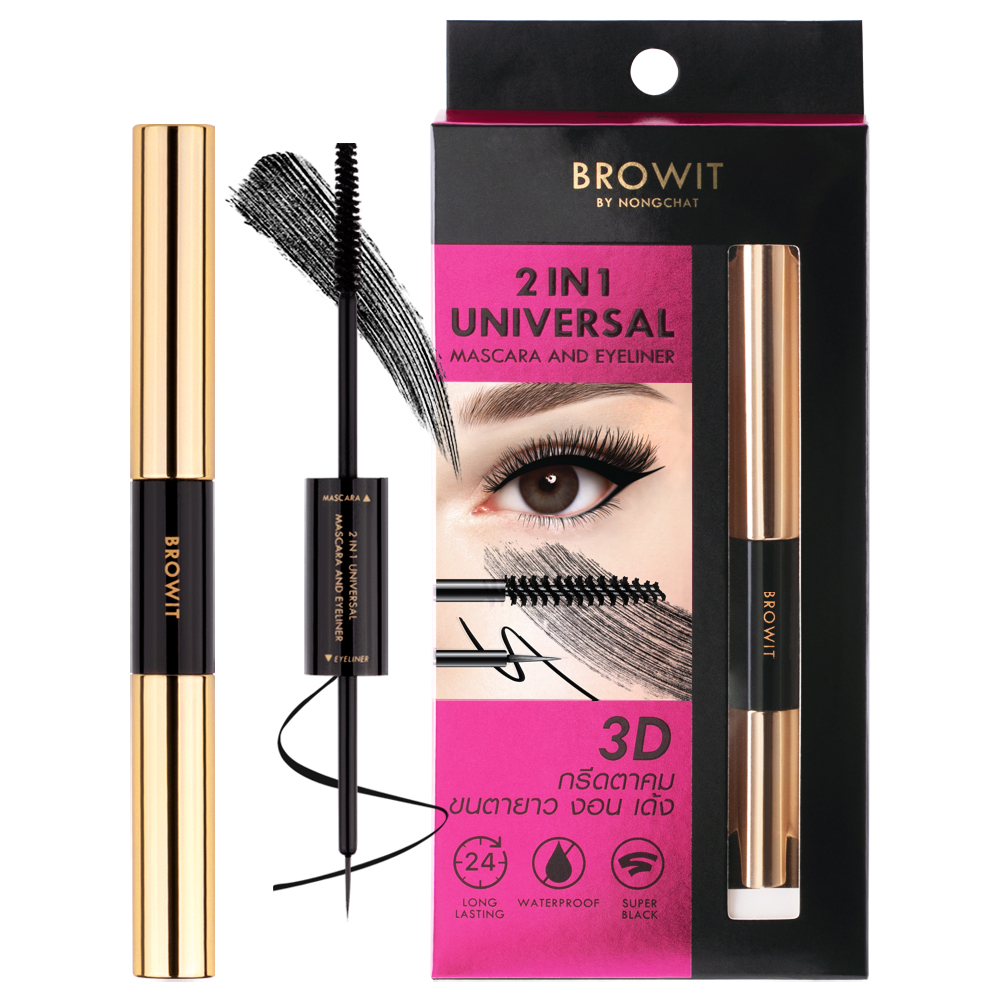 BROWIT
MASCARA ▲
2 IN 1 UNIVERSAL
MASCARA AND EYELINER
▼ EYELINER
BROWIT
BY NONGCHAT
2 IN 1
UNIVERSAL
MASCARA AND EYELINER
BROWIT
3D
กรีดตาคม
ขนตายาว งอน เด้ง
24
LONG
LASTING
WATERPROOF
SUPER
BLACK